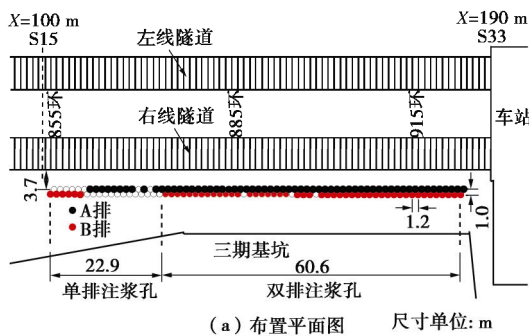 X=100 m
X=190 m
S15
S33
左线隧道
855环
885环
915环
车站
右线隧道
3.7
A排
B排
1.2
1.0
三期基坑
22.9
60.6
单排注浆孔
双排注浆孔
(a) 布置平面图
尺寸单位: m